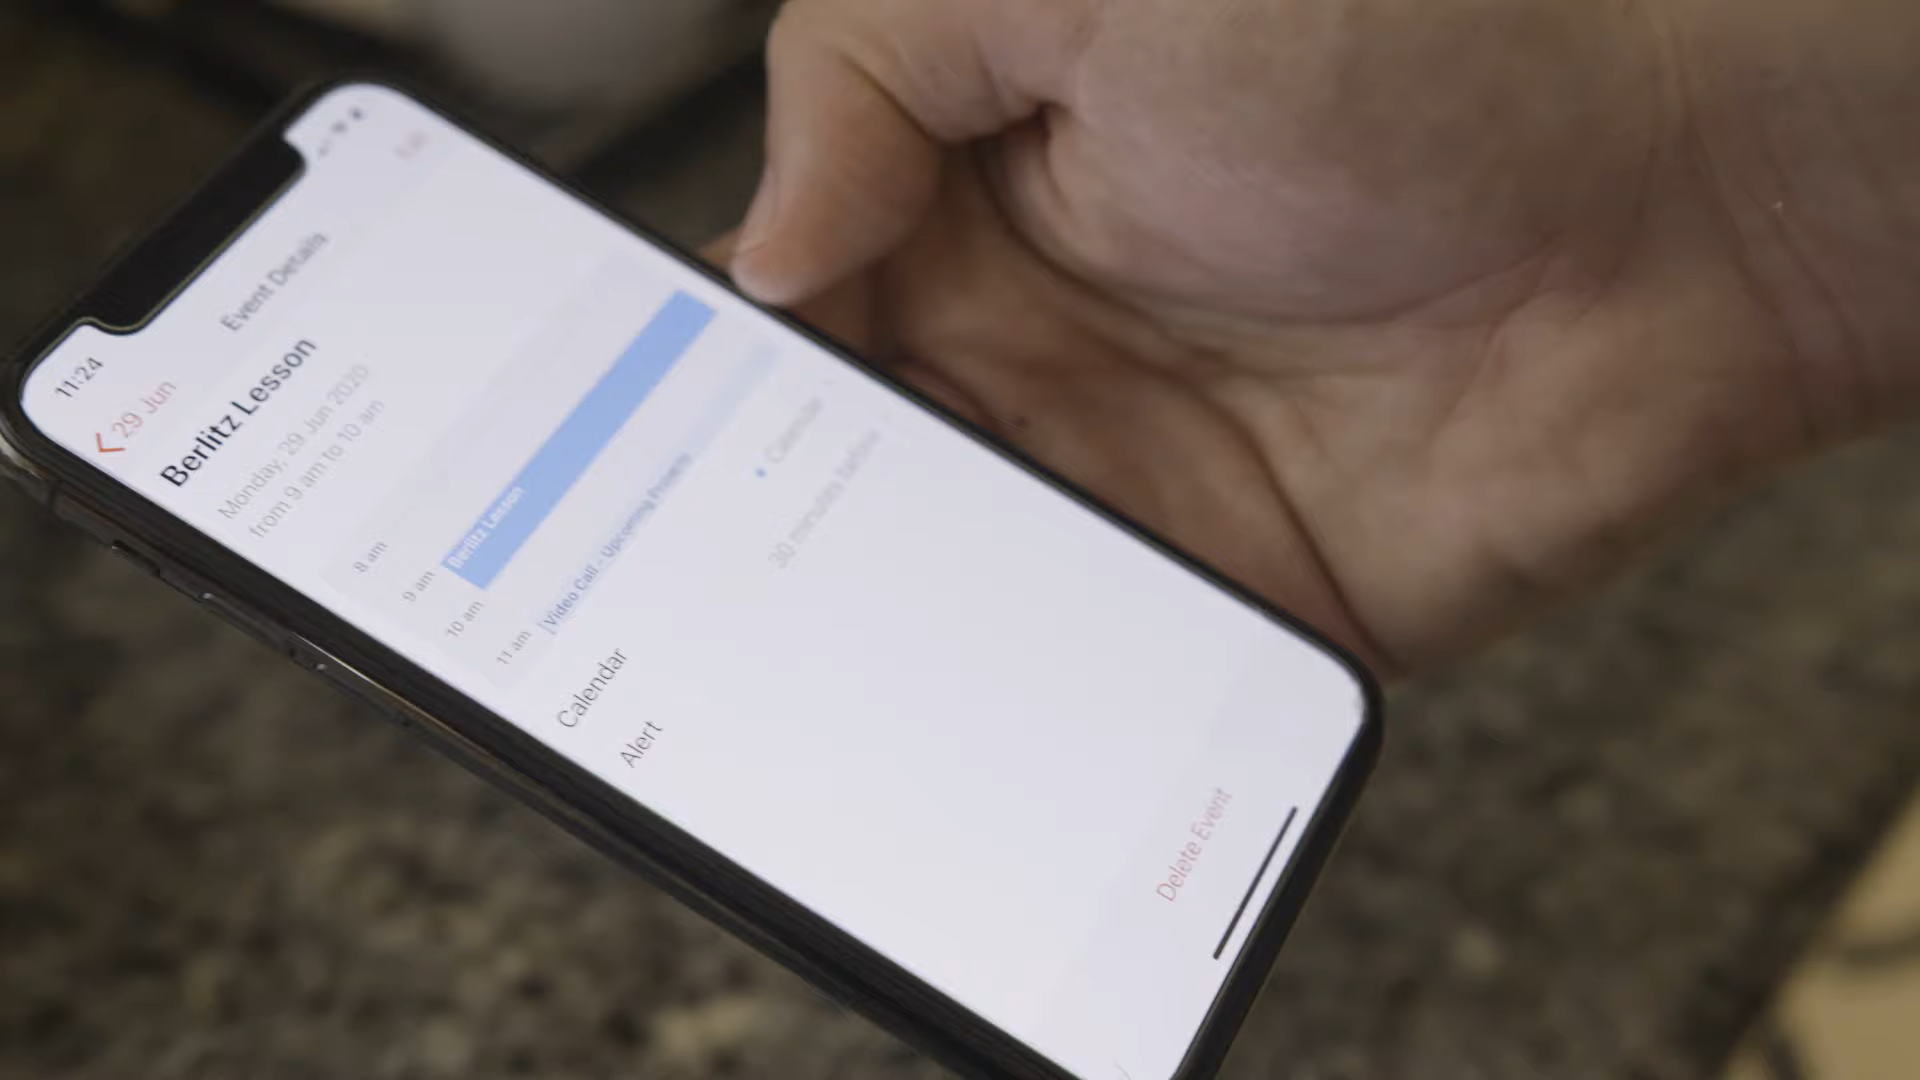 11:24
29 Jun
Event Details
Berlitz Lesson
Monday, 29 Jun 2020
from 9 am to 10 am
8 am
9 am
Berlitz Lesson
10 am
11 am
Video Call - Upcoming Projects
Calendar
Calendar
Alert
30 minutes before
Delete Event